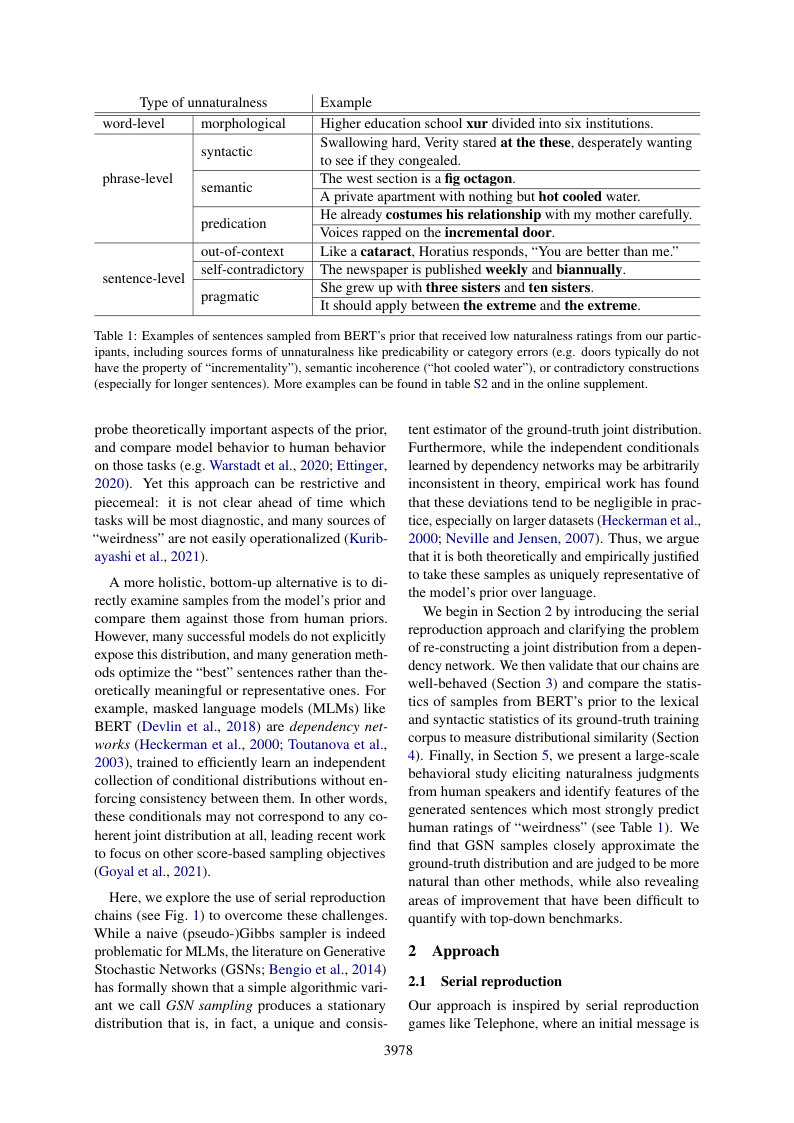 Type of unnaturalness Example
word-level morphological Higher education school xur divided into six institutions.
phrase-level syntactic Swallowing hard, Verity stared at the these, desperately wanting
to see if they congealed.
semantic The west section is a fig octagon.
A private apartment with nothing but hot cooled water.
predication He already costumes his relationship with my mother carefully.
Voices rapped on the incremental door.
sentence-level out-of-context Like a cataract, Horatius responds, “You are better than me.”
self-contradictory The newspaper is published weekly and biannually.
pragmatic She grew up with three sisters and ten sisters.
It should apply between the extreme and the extreme.
Table 1: Examples of sentences sampled from BERT’s prior that received low naturalness ratings from our partic-
ipants, including sources forms of unnaturalness like predicability or category errors (e.g. doors typically do not
have the property of “incrementality”), semantic incoherence (“hot cooled water”), or contradictory constructions
(especially for longer sentences). More examples can be found in table S2 and in the online supplement.
probe theoretically important aspects of the prior,
and compare model behavior to human behavior
on those tasks (e.g. Warstadt et al., 2020; Ettinger,
2020). Yet this approach can be restrictive and
piecemeal: it is not clear ahead of time which
tasks will be most diagnostic, and many sources of
“weirdness” are not easily operationalized (Kurib-
ayashi et al., 2021).
A more holistic, bottom-up alternative is to di-
rectly examine samples from the model’s prior and
compare them against those from human priors.
However, many successful models do not explicitly
expose this distribution, and many generation meth-
ods optimize the “best” sentences rather than the-
oretically meaningful or representative ones. For
example, masked language models (MLMs) like
BERT (Devlin et al., 2018) are dependency net-
works (Heckerman et al., 2000; Toutanova et al.,
2003), trained to efficiently learn an independent
collection of conditional distributions without en-
forcing consistency between them. In other words,
these conditionals may not correspond to any co-
herent joint distribution at all, leading recent work
to focus on other score-based sampling objectives
(Goyal et al., 2021).
Here, we explore the use of serial reproduction
chains (see Fig. 1) to overcome these challenges.
While a naive (pseudo-)Gibbs sampler is indeed
problematic for MLMs, the literature on Generative
Stochastic Networks (GSNs; Bengio et al., 2014)
has formally shown that a simple algorithmic vari-
ant we call GSN sampling produces a stationary
distribution that is, in fact, a unique and consis-
tent estimator of the ground-truth joint distribution.
Furthermore, while the independent conditionals
learned by dependency networks may be arbitrarily
inconsistent in theory, empirical work has found
that these deviations tend to be negligible in prac-
tice, especially on larger datasets (Heckerman et al.,
2000; Neville and Jensen, 2007). Thus, we argue
that it is both theoretically and empirically justified
to take these samples as uniquely representative of
the model’s prior over language.
We begin in Section 2 by introducing the serial
reproduction approach and clarifying the problem
of re-constructing a joint distribution from a depen-
dency network. We then validate that our chains are
well-behaved (Section 3) and compare the statis-
tics of samples from BERT’s prior to the lexical
and syntactic statistics of its ground-truth training
corpus to measure distributional similarity (Section
4). Finally, in Section 5, we present a large-scale
behavioral study eliciting naturalness judgments
from human speakers and identify features of the
generated sentences which most strongly predict
human ratings of “weirdness” (see Table 1). We
find that GSN samples closely approximate the
ground-truth distribution and are judged to be more
natural than other methods, while also revealing
areas of improvement that have been difficult to
quantify with top-down benchmarks.
2 Approach
2.1 Serial reproduction
Our approach is inspired by serial reproduction
games like Telephone, where an initial message is
3978